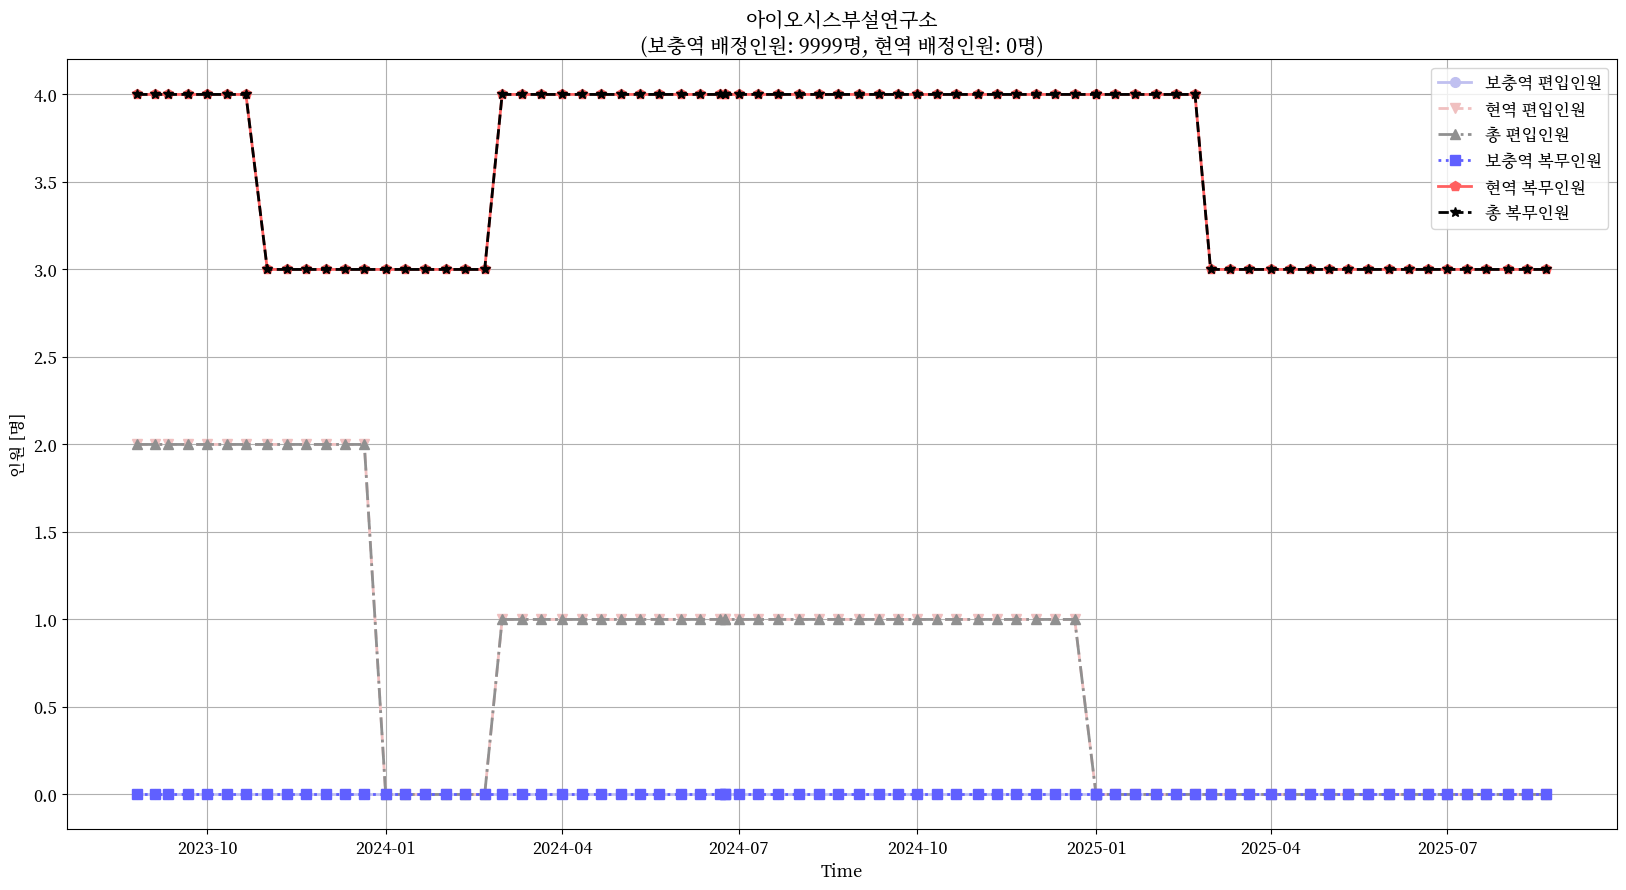 아이오시스부설연구소
(보충역 배정인원: 9999명, 현역 배정인원: 0명)
보충역 편입인원
현역 편입인원
총 편입인원
보충역 복무인원
현역 복무인원
총 복무인원
인원 [명]
4.0
3.5
3.0
2.5
2.0
1.5
1.0
0.5
0.0
2023-10
2024-01
2024-04
2024-07
2024-10
2025-01
2025-04
2025-07
Time